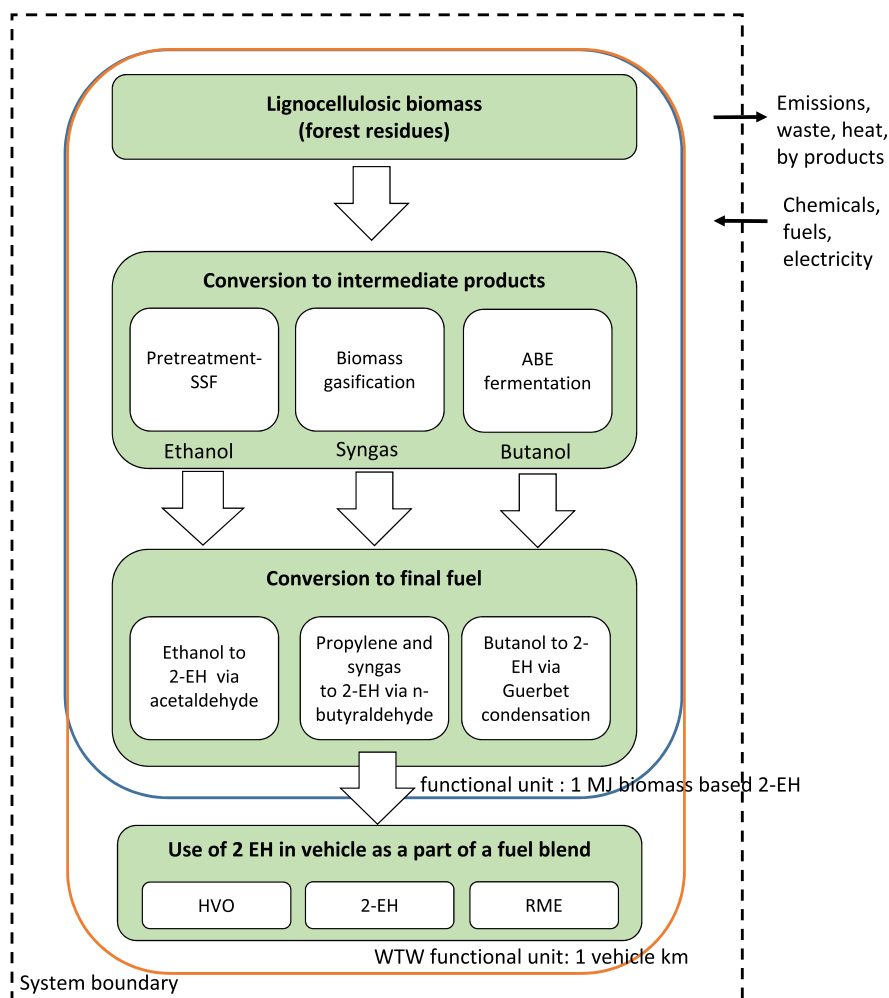 Lignocellulosic biomass
(forest residues)
Emissions,
waste, heat,
by products
Chemicals,
fuels,
electricity
Conversion to intermediate products
Pretreatment-
SSF
Biomass
gasification
ABE
fermentation
Ethanol
Syngas
Butanol
Conversion to final fuel
Ethanol to
2-EH via
acetaldehyde
Propylene and
syngas
to 2-EH via n-
butyraldehyde
Butanol to 2-
EH via
Guerbet
condensation
functional unit : 1 MJ biomass based 2-EH
Use of 2 EH in vehicle as a part of a fuel blend
HVO
2-EH
RME
WTW functional unit: 1 vehicle km
System boundary